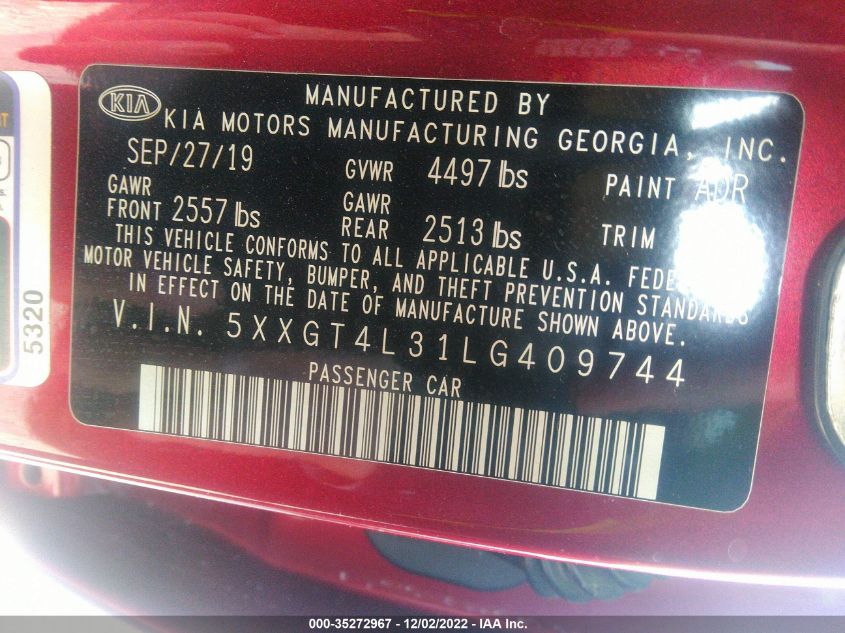 KIA
MANUFACTURED BY
KIA MOTORS MANUFACTURING GEORGIA, INC.
SEP/27/19 GVWR 4497 lbs PAINT ADR
GAWR FRONT 2557 lbs GAWR REAR 2513 lbs TRIM
THIS VEHICLE CONFORMS TO ALL APPLICABLE U.S.A.
MOTOR VEHICLE SAFETY, BUMPER, AND THEFT PREVENTION STANDARDS
IN EFFECT ON THE DATE OF MANUFACTURE SHOWN ABOVE.
V.I.N. 5XXGT4L31LG409744
PASSENGER CAR
5320
000-35272967 - 12/02/2022 - IAA Inc.